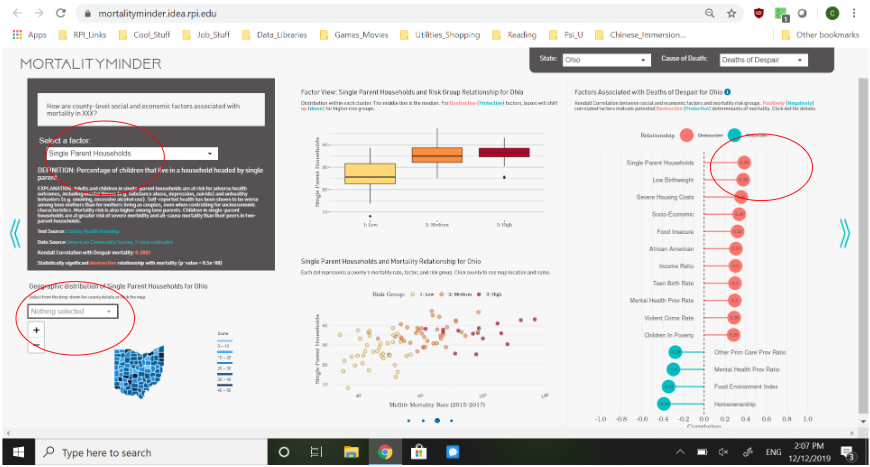 mortalityminder.idea.rpi.edu
Apps
RPI_Links
Cool_Stuff
Job_Stuff
Data_Libraries
Games_Movies
Utilities_Shopping
Reading
Psi_U
Chinese_Immersion...
Other bookmarks
MORTALITYMINDER
State:
Ohio
Cause of Death:
Deaths of Despair
How are county-level social and economic factors associated with
mortality in XXX?
Select a factor:
Single Parent Households
DEFINITION: Percentage of children that live in a household headed by single
parent.
EXPLANATION: Adults and children in single-parent households are at risk for adverse health
outcomes, including mental illness (e.g. substance abuse, depression, suicide) and unhealthy
behaviors (e.g. smoking, excessive alcohol use). Self-reported health has been shown to be worse
among lone mothers than for mothers living as couples, even when controlling for socioeconomic
characteristics. Mortality risk is also higher among lone parents. Children in single-parent
households are at greater risk of severe morbidity and all-cause mortality than their peers in two-
parent households.
Text Source: County Health Rankings
Data Source: American Community Survey, 5-year estimates
Kendall Correlation with Despair mortality:
Statistically significant destructive relationship with mortality (p-value =
Geographic distribution of Single Parent Households for Ohio
Select from the drop-down for county details or click the map.
Nothing selected
+
−
Scale:
0 – 10
10 – 20
20 – 30
30 – 40
40 – 50
Factor View: Single Parent Households and Risk Group Relationship for Ohio
Distribution within each cluster. The middle line is the median. For Destructive (Protective) factors, boxes will shift
up (down) for higher risk groups.
Single Parent Households
40
30
20
10
1: Low
2: Medium
3: High
Single Parent Households and Mortality Relationship for Ohio
Each dot represents a county's mortality rate, factor, and risk group. Click county to see map location and name.
Risk Group:
1: Low
2: Medium
3: High
Single Parent Households
40
30
20
10
Midlife Mortality Rate (2015-2017)
Factors Associated with Deaths of Despair for Ohio
Kendall Correlation between social and economic factors and mortality risk groups. Positively (Negatively)
correlated factors indicate potential Destructive (Protective) determinants of mortality. Click dot for details.
Relationship
Destructive
Protective
Single Parent Households
Low Birthweight
Severe Housing Costs
Socio-Economic
Food Insecure
African American
Income Ratio
Teen Birth Rate
Mental Health Prov Rate
Violent Crime Rate
Children In Poverty
Other Prim Care Prov Ratio
Mental Health Prov Ratio
Food Environment Index
Homeownership
-1.0 -0.8 -0.6 -0.4 -0.2 0.0 0.2 0.4 0.6 0.8 1.0
Correlation
Type here to search
ENG
2:07 PM
12/12/2019